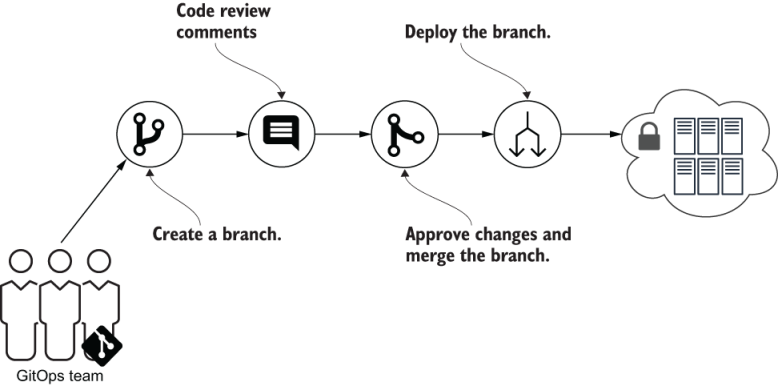 Code review
comments
Deploy the branch.
Create a branch.
Approve changes and
merge the branch.
GitOps team